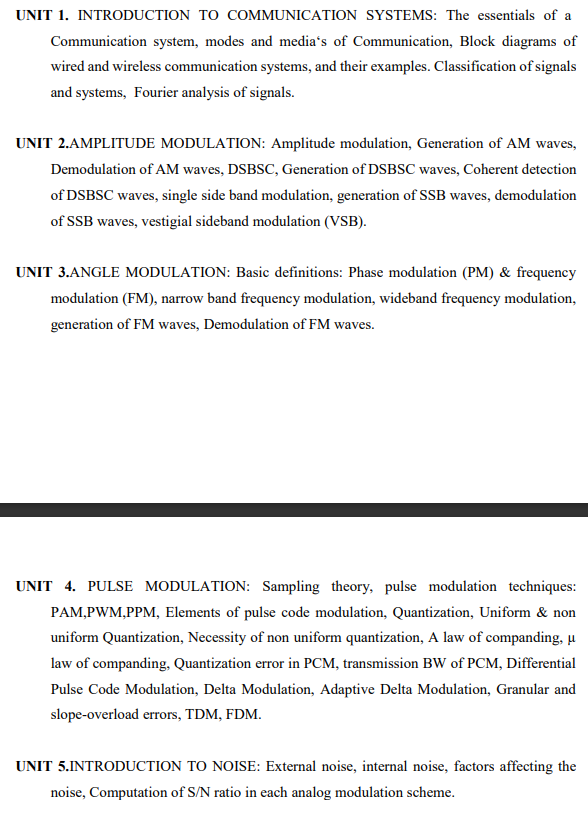 UNIT 1. INTRODUCTION TO COMMUNICATION SYSTEMS: The essentials of a
Communication system, modes and media‘s of Communication, Block diagrams of
wired and wireless communication systems, and their examples. Classification of signals
and systems, Fourier analysis of signals.
UNIT 2.AMPLITUDE MODULATION: Amplitude modulation, Generation of AM waves,
Demodulation of AM waves, DSBSC, Generation of DSBSC waves, Coherent detection
of DSBSC waves, single side band modulation, generation of SSB waves, demodulation
of SSB waves, vestigial sideband modulation (VSB).
UNIT 3.ANGLE MODULATION: Basic definitions: Phase modulation (PM) & frequency
modulation (FM), narrow band frequency modulation, wideband frequency modulation,
generation of FM waves, Demodulation of FM waves.
UNIT 4. PULSE MODULATION: Sampling theory, pulse modulation techniques:
PAM,PWM,PPM, Elements of pulse code modulation, Quantization, Uniform & non
uniform Quantization, Necessity of non uniform quantization, A law of companding, μ
law of companding, Quantization error in PCM, transmission BW of PCM, Differential
Pulse Code Modulation, Delta Modulation, Adaptive Delta Modulation, Granular and
slope-overload errors, TDM, FDM.
UNIT 5.INTRODUCTION TO NOISE: External noise, internal noise, factors affecting the
noise, Computation of S/N ratio in each analog modulation scheme.